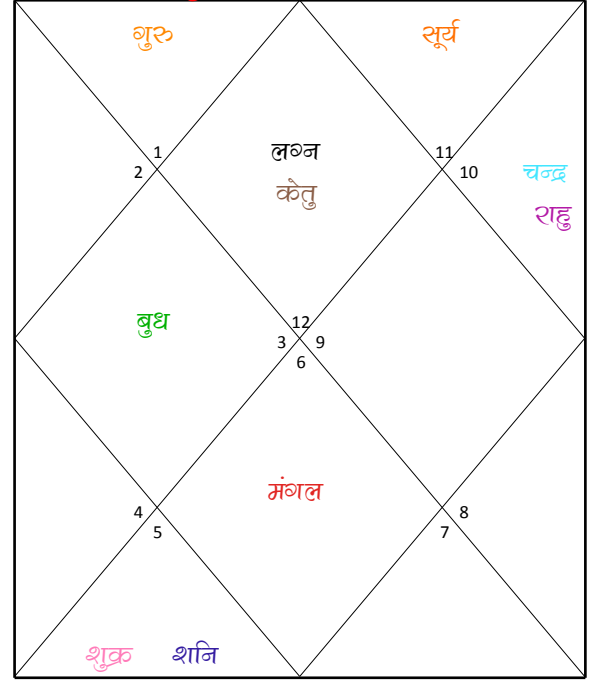 गुरु सूर्य
1 लग्न 11
2 केतु 10 चन्द्र
राहु
बुध 12
3 9
6
मंगल
4 8
5 7
शुक्र शनि